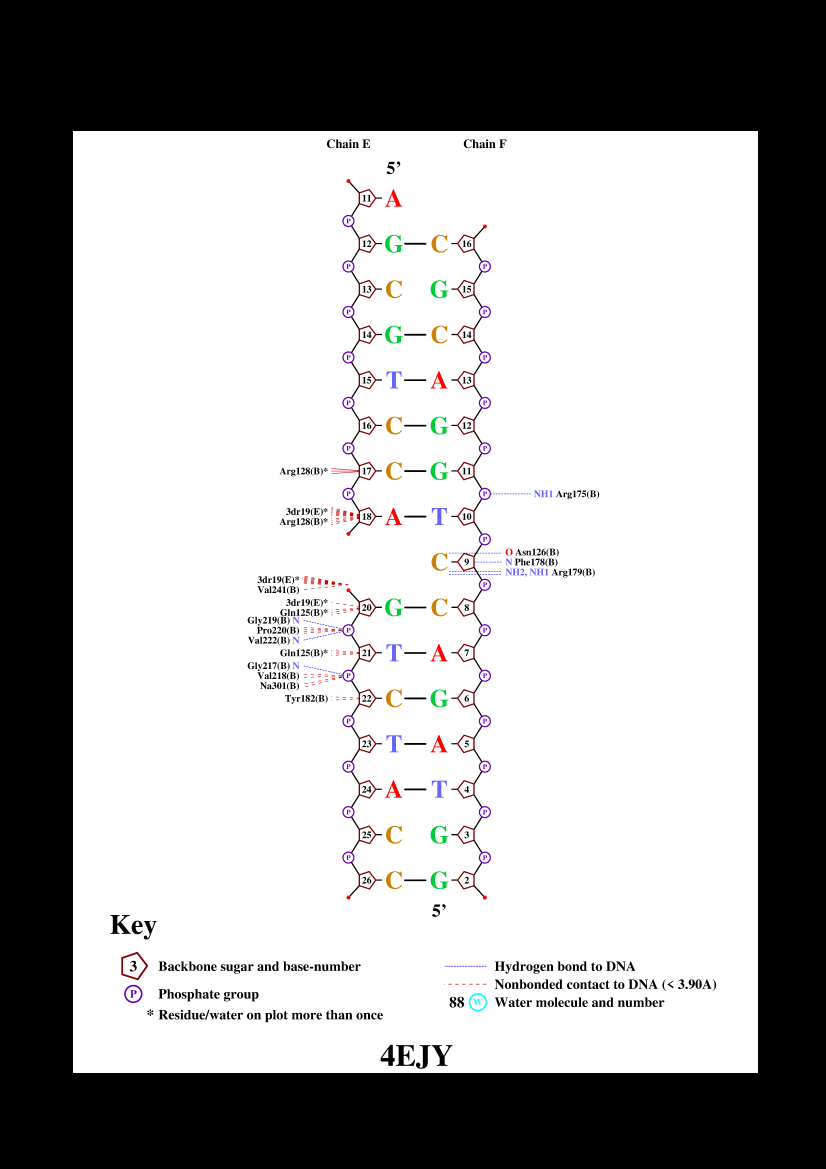 Chain E Chain F
5’
11 A
P
12 G C 16
P P
13 C G 15
P P
14 G C 14
P P
15 T A 13
P P
16 C G 12
P P
Arg128(B)* 17 C G 11
P P NH1 Arg175(B)
3dr19(E)*
Arg128(B)* 18 A T 10
P
O Asn126(B)
C 9 N Phe178(B)
NH2, NH1 Arg179(B)
3dr19(E)*
Val241(B) P
3dr19(E)*
Gln125(B)* 20 G C 8
Gly219(B) N
Pro220(B) P P
Val222(B) N
Gln125(B)* 21 T A 7
Gly217(B) N
Val218(B) P P
Na301(B)
Tyr182(B) 22 C G 6
P P
23 T A 5
P P
24 A T 4
P P
25 C G 3
P P
26 C G 2
5’
Key
3 Backbone sugar and base-number
P Phosphate group
* Residue/water on plot more than once
Hydrogen bond to DNA
Nonbonded contact to DNA (< 3.90A)
88 W Water molecule and number
4EJY